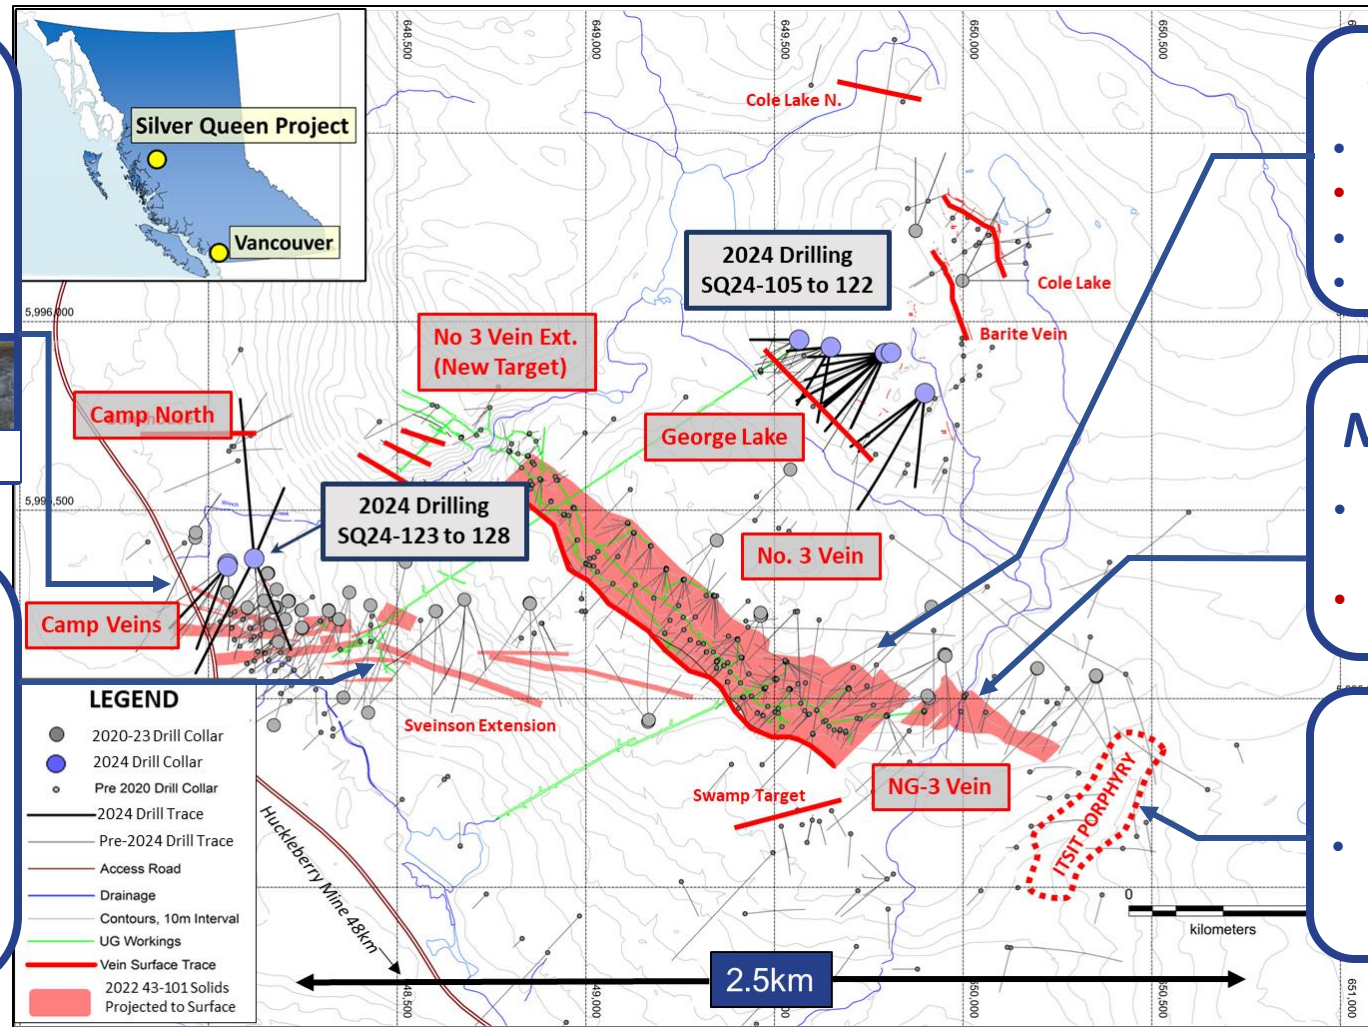 Silver Queen Project
Vancouver
648,500
649,000
649,500
650,000
650,500
Cole Lake N.
2024 Drilling
SQ24-105 to 122
Cole Lake
Barite Vein
5,996,000
No 3 Vein Ext.
(New Target)
Camp North
George Lake
2024 Drilling
SQ24-123 to 128
No. 3 Vein
Camp Veins
Sveinson Extension
NG-3 Vein
Swamp Target
ITSIT PORPHYRY
LEGEND
2020-23 Drill Collar
2024 Drill Collar
Pre 2020 Drill Collar
2024 Drill Trace
Pre-2024 Drill Trace
Access Road
Drainage
Contours, 10m Interval
UG Workings
Vein Surface Trace
2022 43-101 Solids
Projected to Surface
Huckleberry Mine 48km
0
kilometers
2.5km
649,000
650,500
651,000